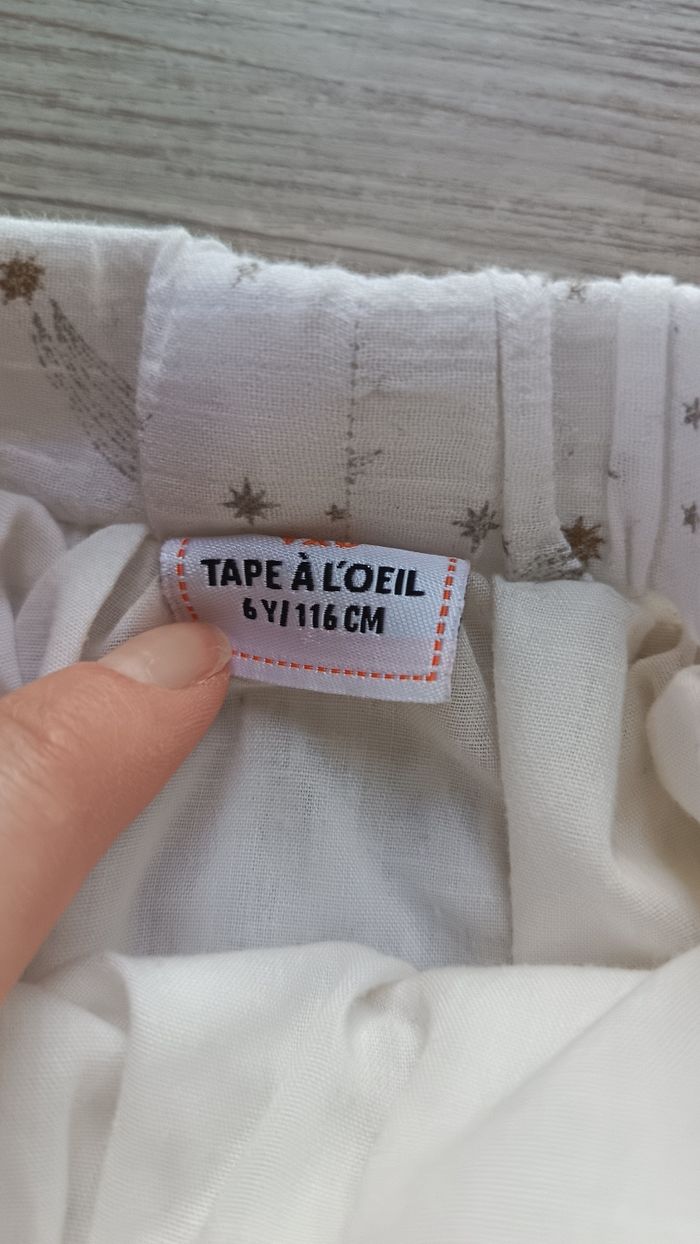 TAPE À L'OEIL
6 Y/ 116 CM